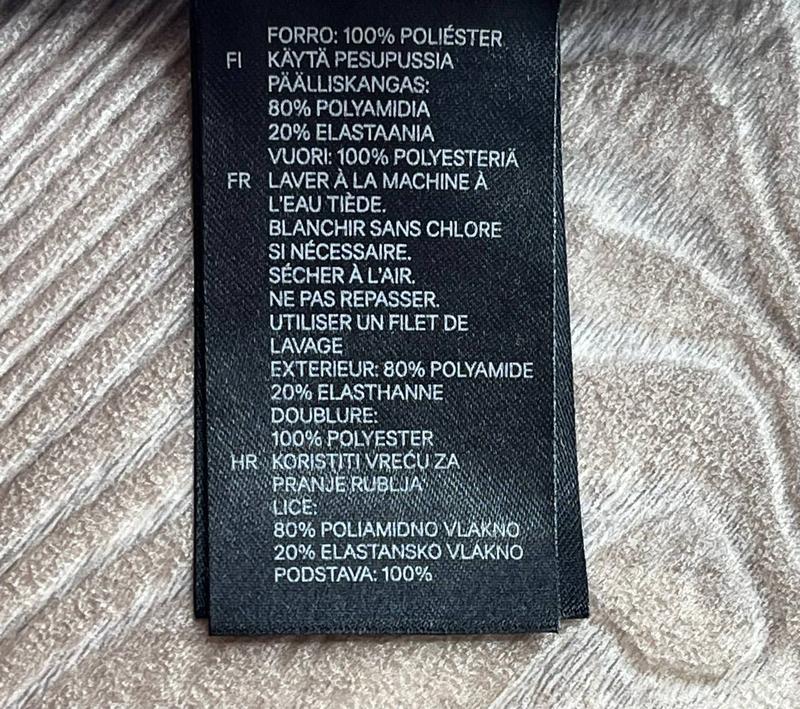 FORRO: 100% POLIÉSTER
FI KÄYTÄ PESUPUSSIA
PÄÄLLISKANGAS:
80% POLYAMIDIA
20% ELASTAANIA
VUORI: 100% POLYESTERIÄ
FR LAVER À LA MACHINE À
L'EAU TIÈDE.
BLANCHIR SANS CHLORE
SI NÉCESSAIRE.
SÉCHER À L'AIR.
NE PAS REPASSER.
UTILISER UN FILET DE
LAVAGE
EXTERIEUR: 80% POLYAMIDE
20% ELASTHANNE
DOUBLURE:
100% POLYESTER
HR KORISTITI VREĆU ZA
PRANJE RUBLJA
LICE:
80% POLIAMIDNO VLAKNO
20% ELASTANSKO VLAKNO
PODSTAVA: 100%